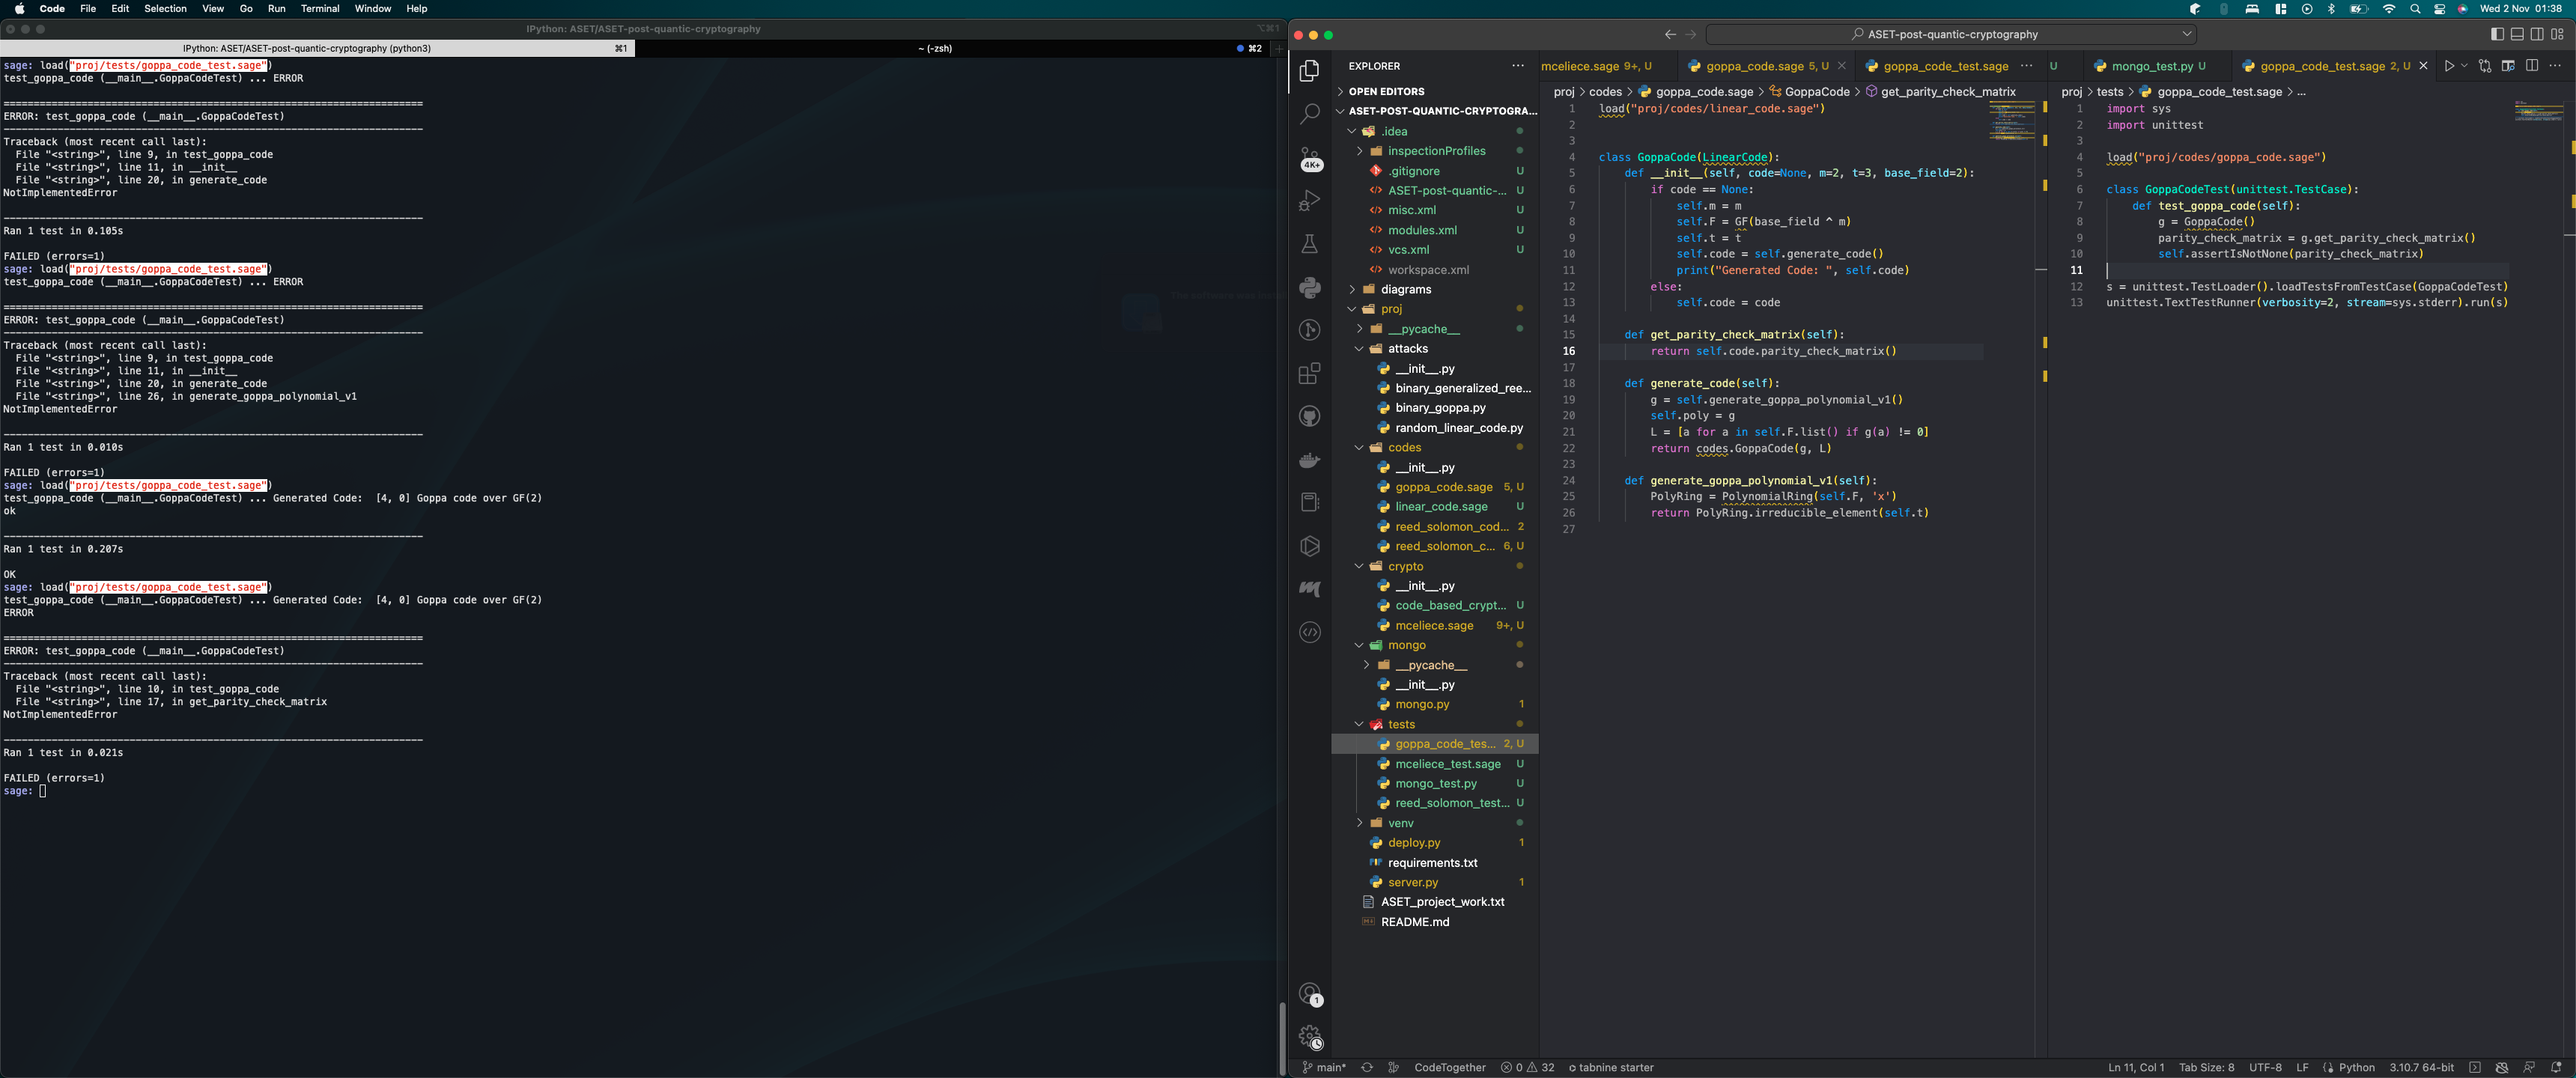 Code File Edit Selection View Go Run Terminal Window Help
Wed 2 Nov 01:38
IPython: ASET/ASET-post-quantic-cryptography
⌥⌘1
IPython: ASET/ASET-post-quantic-cryptography (python3) ⌘1
~ (-zsh) ⌘2
sage: load("proj/tests/goppa_code_test.sage")
test_goppa_code (__main__.GoppaCodeTest) ... ERROR
======================================================================
ERROR: test_goppa_code (__main__.GoppaCodeTest)
----------------------------------------------------------------------
Traceback (most recent call last):
  File "<string>", line 9, in test_goppa_code
  File "<string>", line 11, in __init__
  File "<string>", line 20, in generate_code
NotImplementedError
----------------------------------------------------------------------
Ran 1 test in 0.105s
FAILED (errors=1)
sage: load("proj/tests/goppa_code_test.sage")
test_goppa_code (__main__.GoppaCodeTest) ... ERROR
======================================================================
ERROR: test_goppa_code (__main__.GoppaCodeTest)
----------------------------------------------------------------------
Traceback (most recent call last):
  File "<string>", line 9, in test_goppa_code
  File "<string>", line 11, in __init__
  File "<string>", line 20, in generate_code
  File "<string>", line 26, in generate_goppa_polynomial_v1
NotImplementedError
----------------------------------------------------------------------
Ran 1 test in 0.010s
FAILED (errors=1)
sage: load("proj/tests/goppa_code_test.sage")
test_goppa_code (__main__.GoppaCodeTest) ... Generated Code:  [4, 0] Goppa code over GF(2)
ok
----------------------------------------------------------------------
Ran 1 test in 0.207s
OK
sage: load("proj/tests/goppa_code_test.sage")
test_goppa_code (__main__.GoppaCodeTest) ... Generated Code:  [4, 0] Goppa code over GF(2)
ERROR
======================================================================
ERROR: test_goppa_code (__main__.GoppaCodeTest)
----------------------------------------------------------------------
Traceback (most recent call last):
  File "<string>", line 10, in test_goppa_code
  File "<string>", line 17, in get_parity_check_matrix
NotImplementedError
----------------------------------------------------------------------
Ran 1 test in 0.021s
FAILED (errors=1)
sage:
ASET-post-quantic-cryptography
4K+
1
EXPLORER ...
OPEN EDITORS
ASET-POST-QUANTIC-CRYPTOGRA...
.idea
inspectionProfiles
.gitignore U
ASET-post-quantic-... U
misc.xml U
modules.xml U
vcs.xml U
workspace.xml
diagrams
proj
__pycache__
attacks
__init__.py
binary_generalized_ree...
binary_goppa.py
random_linear_code.py
codes
__init__.py
goppa_code.sage 5, U
linear_code.sage U
reed_solomon_cod... 2
reed_solomon_c... 6, U
crypto
__init__.py
code_based_crypt... U
mceliece.sage 9+, U
mongo
__pycache__
__init__.py
mongo.py 1
tests
goppa_code_tes... 2, U
mceliece_test.sage U
mongo_test.py U
reed_solomon_test... U
venv
deploy.py 1
requirements.txt
server.py 1
ASET_project_work.txt
README.md
mceliece.sage 9+, U
goppa_code.sage 5, U
goppa_code_test.sage ...
proj > codes > goppa_code.sage > GoppaCode > get_parity_check_matrix
1 load("proj/codes/linear_code.sage")
2
3
4 class GoppaCode(LinearCode):
5     def __init__(self, code=None, m=2, t=3, base_field=2):
6         if code == None:
7             self.m = m
8             self.F = GF(base_field ^ m)
9             self.t = t
10             self.code = self.generate_code()
11             print("Generated Code: ", self.code)
12         else:
13             self.code = code
14
15     def get_parity_check_matrix(self):
16         return self.code.parity_check_matrix()
17
18     def generate_code(self):
19         g = self.generate_goppa_polynomial_v1()
20         self.poly = g
21         L = [a for a in self.F.list() if g(a) != 0]
22         return codes.GoppaCode(g, L)
23
24     def generate_goppa_polynomial_v1(self):
25         PolyRing = PolynomialRing(self.F, 'x')
26         return PolyRing.irreducible_element(self.t)
27
U
mongo_test.py U
goppa_code_test.sage 2, U
proj > tests > goppa_code_test.sage > ...
1 import sys
2 import unittest
3
4 load("proj/codes/goppa_code.sage")
5
6 class GoppaCodeTest(unittest.TestCase):
7     def test_goppa_code(self):
8         g = GoppaCode()
9         parity_check_matrix = g.get_parity_check_matrix()
10         self.assertIsNotNone(parity_check_matrix)
11
12 s = unittest.TestLoader().loadTestsFromTestCase(GoppaCodeTest)
13 unittest.TextTestRunner(verbosity=2, stream=sys.stderr).run(s)
main* CodeTogether 0 32 tabnine starter
Ln 11, Col 1 Tab Size: 8 UTF-8 LF Python 3.10.7 64-bit